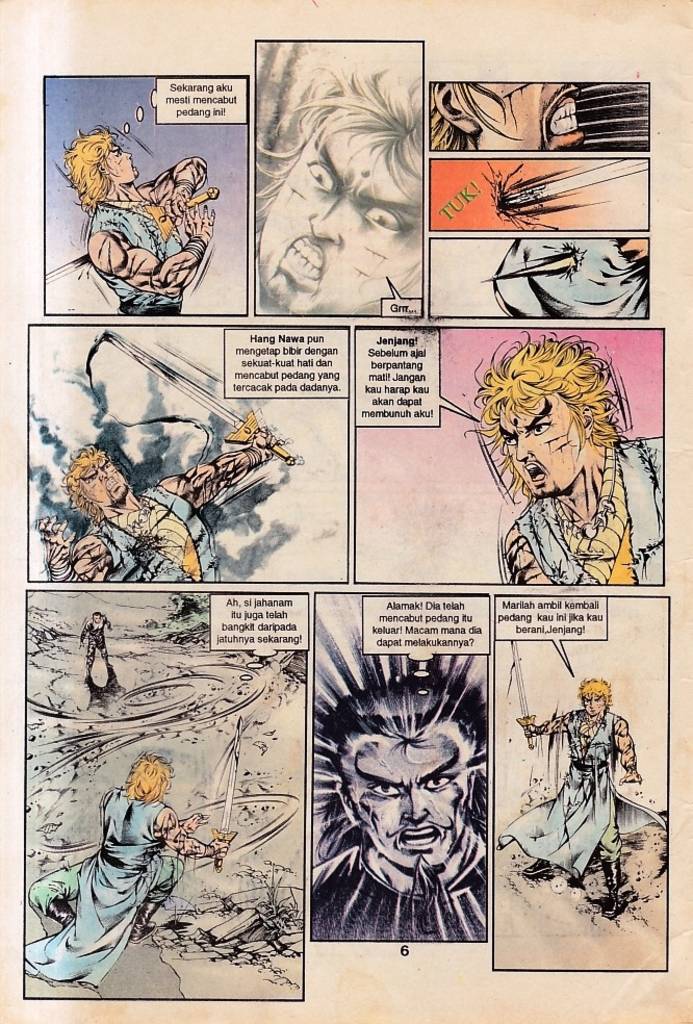 Sekarang aku
mesti mencabut
pedang ini!
Grrr...
TUK!
Hang Nawa pun
mengetap bibir dengan
sekuat-kuat hati dan
mencabut pedang yang
tercacak pada dadanya.
Jenjang!
Sebelum ajal
berpantang
mati! Jangan
kau harap kau
akan dapat
membunuh aku!
Ah, si jahanam
itu juga telah
bangkit daripada
jatuhnya sekarang!
Alamak! Dia telah
mencabut pedang itu
keluar! Macam mana dia
dapat melakukannya?
Marilah ambil kembali
pedang kau ini jika kau
berani,Jenjang!
6